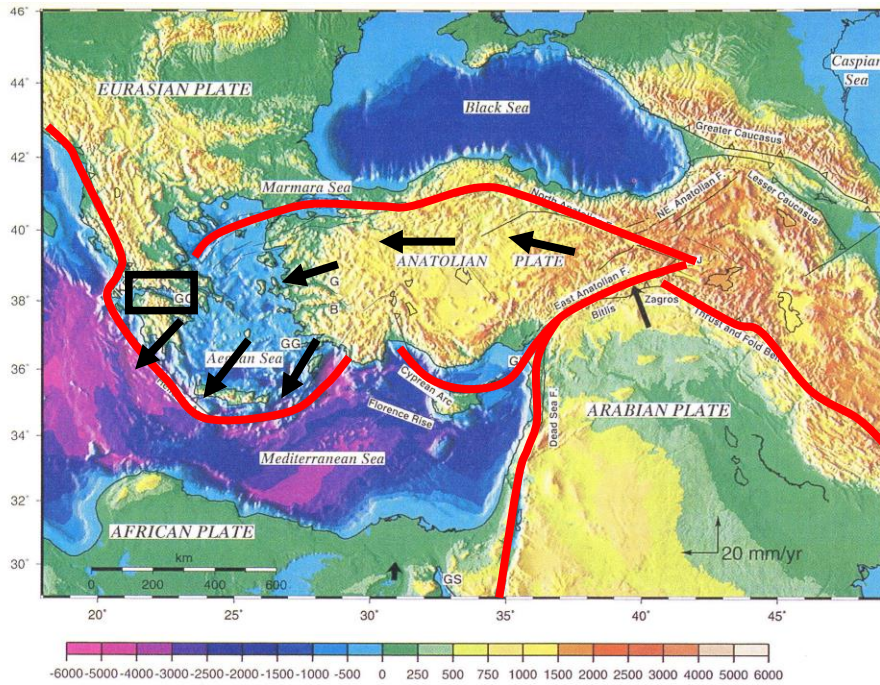 46°
44°
42°
41°
40°
38°
36°
34°
32°
30°
EURASIAN PLATE
Black Sea
Caspian
Sea
Greater Caucasus
Lesser Caucasus
Marmara Sea
North
NE. Anatolian F.
ANATOLIAN
PLATE
G
B
GC
GG
East Anatolian F.
Bitlis
Zagros
Thrust and Fold Belt
Aegean Sea
G
Cyprean Arc
Florence Rise
Dead Sea F.
ARABIAN PLATE
Mediterranean Sea
AFRICAN PLATE
km
0 200 400 600
GS
20 mm/yr
20° 25° 30° 35° 40° 45°
-6000 -5000 -4000 -3000 -2500 -2000 -1500 -1000 -500 0 250 500 750 1000 1500 2000 3000 4000 5000 6000